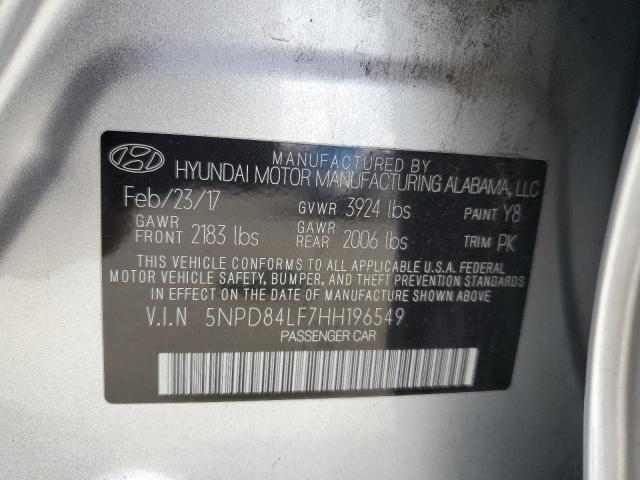 MANUFACTURED BY
HYUNDAI MOTOR MANUFACTURING ALABAMA, LLC
Feb/23/17 GVWR 3924 lbs PAINT Y8
GAWR FRONT 2183 lbs GAWR REAR 2006 lbs TRIM PK
THIS VEHICLE CONFORMS TO ALL APPLICABLE U.S.A. FEDERAL
MOTOR VEHICLE SAFETY, BUMPER, AND THEFT PREVENTION STANDARDS
IN EFFECT ON THE DATE OF MANUFACTURE SHOWN ABOVE
V.I.N 5NPD84LF7HH196549
PASSENGER CAR